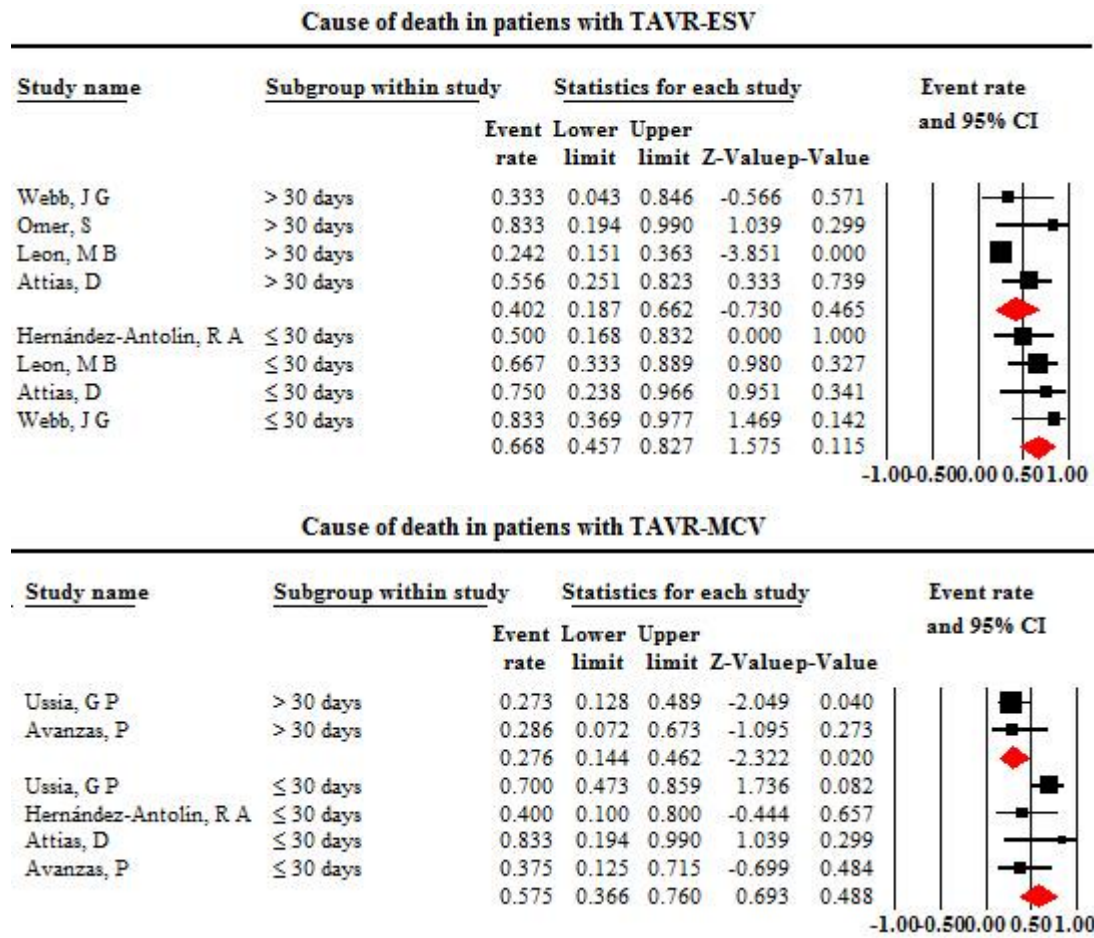 Cause of death in patiens with TAVR-ESV
Study name Subgroup within study Statistics for each study Event rate
and 95% CI
Event Lower Upper
rate limit limit Z-Value p-Value
Webb, J G > 30 days 0.333 0.043 0.846 -0.566 0.571
Omer, S > 30 days 0.833 0.194 0.990 1.039 0.299
Leon, M B > 30 days 0.242 0.151 0.363 -3.851 0.000
Attias, D > 30 days 0.556 0.251 0.823 0.333 0.739
0.402 0.187 0.662 -0.730 0.465
Hernández-Antolin, R A ≤ 30 days 0.500 0.168 0.832 0.000 1.000
Leon, M B ≤ 30 days 0.667 0.333 0.889 0.980 0.327
Attias, D ≤ 30 days 0.750 0.238 0.966 0.951 0.341
Webb, J G ≤ 30 days 0.833 0.369 0.977 1.469 0.142
0.668 0.457 0.827 1.575 0.115
-1.00 -0.50 0.00 0.50 1.00
Cause of death in patiens with TAVR-MCV
Study name Subgroup within study Statistics for each study Event rate
and 95% CI
Event Lower Upper
rate limit limit Z-Value p-Value
Ussia, G P > 30 days 0.273 0.128 0.489 -2.049 0.040
Avanzas, P > 30 days 0.286 0.072 0.673 -1.095 0.273
0.276 0.144 0.462 -2.322 0.020
Ussia, G P ≤ 30 days 0.700 0.473 0.859 1.736 0.082
Hernández-Antolin, R A ≤ 30 days 0.400 0.100 0.800 -0.444 0.657
Attias, D ≤ 30 days 0.833 0.194 0.990 1.039 0.299
Avanzas, P ≤ 30 days 0.375 0.125 0.715 -0.699 0.484
0.575 0.366 0.760 0.693 0.488
-1.00 -0.50 0.00 0.50 1.00